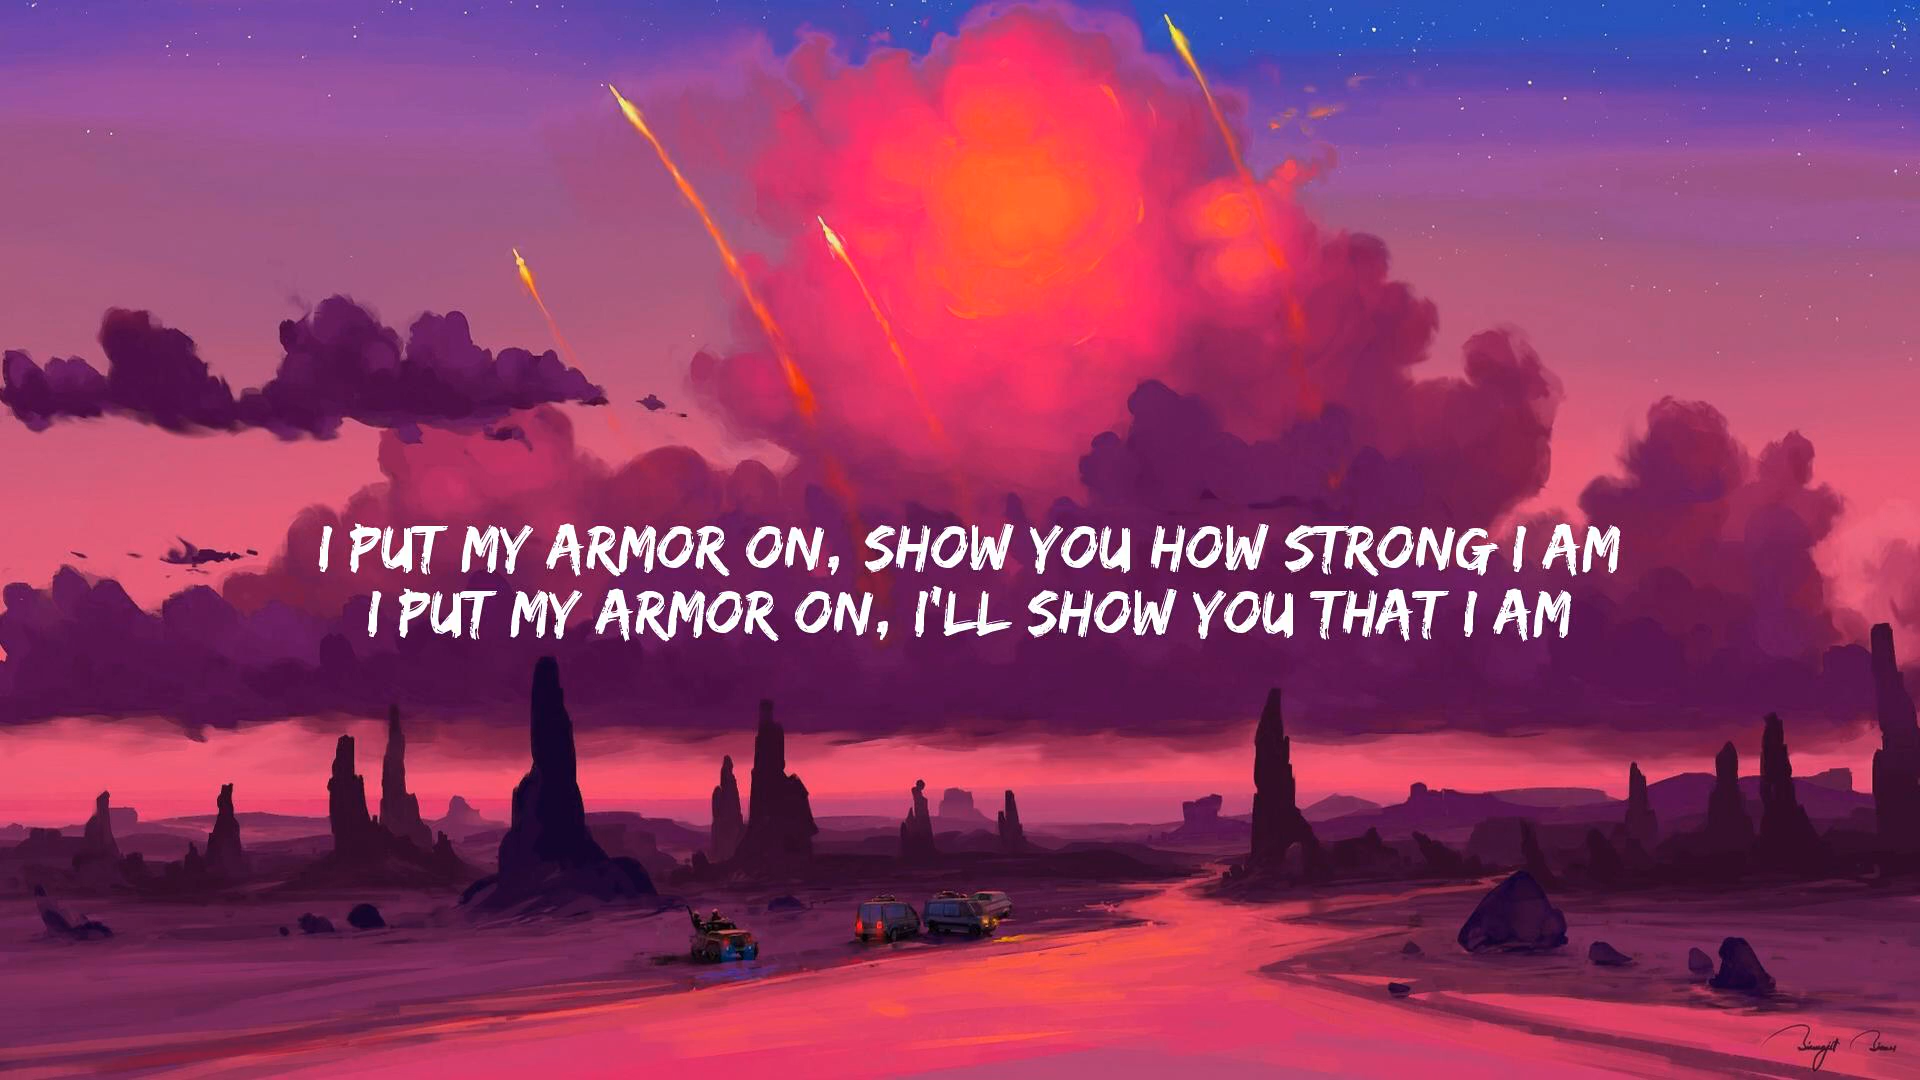 I PUT MY ARMOR ON, SHOW YOU HOW STRONG I AM
I PUT MY ARMOR ON, I'LL SHOW YOU THAT I AM